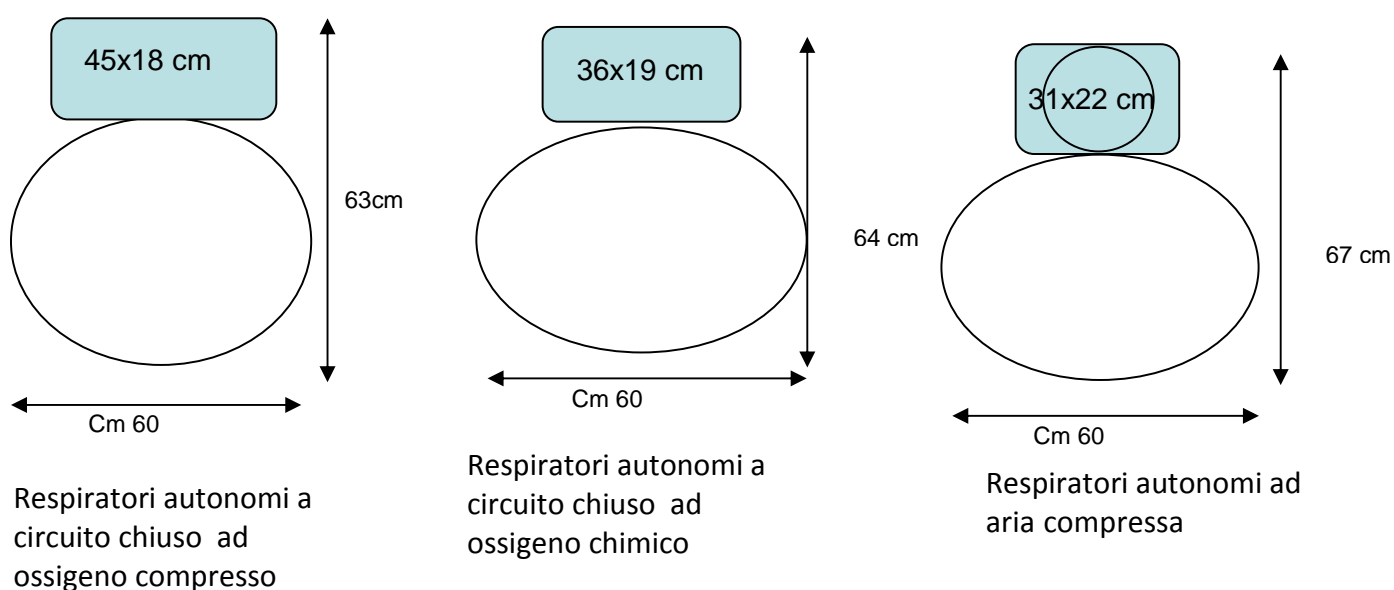 45x18 cm
63cm
Cm 60
Respiratori autonomi a
circuito chiuso  ad
ossigeno compresso
36x19 cm
64 cm
Cm 60
Respiratori autonomi a
circuito chiuso  ad
ossigeno chimico
31x22 cm
67 cm
Cm 60
Respiratori autonomi ad
aria compressa